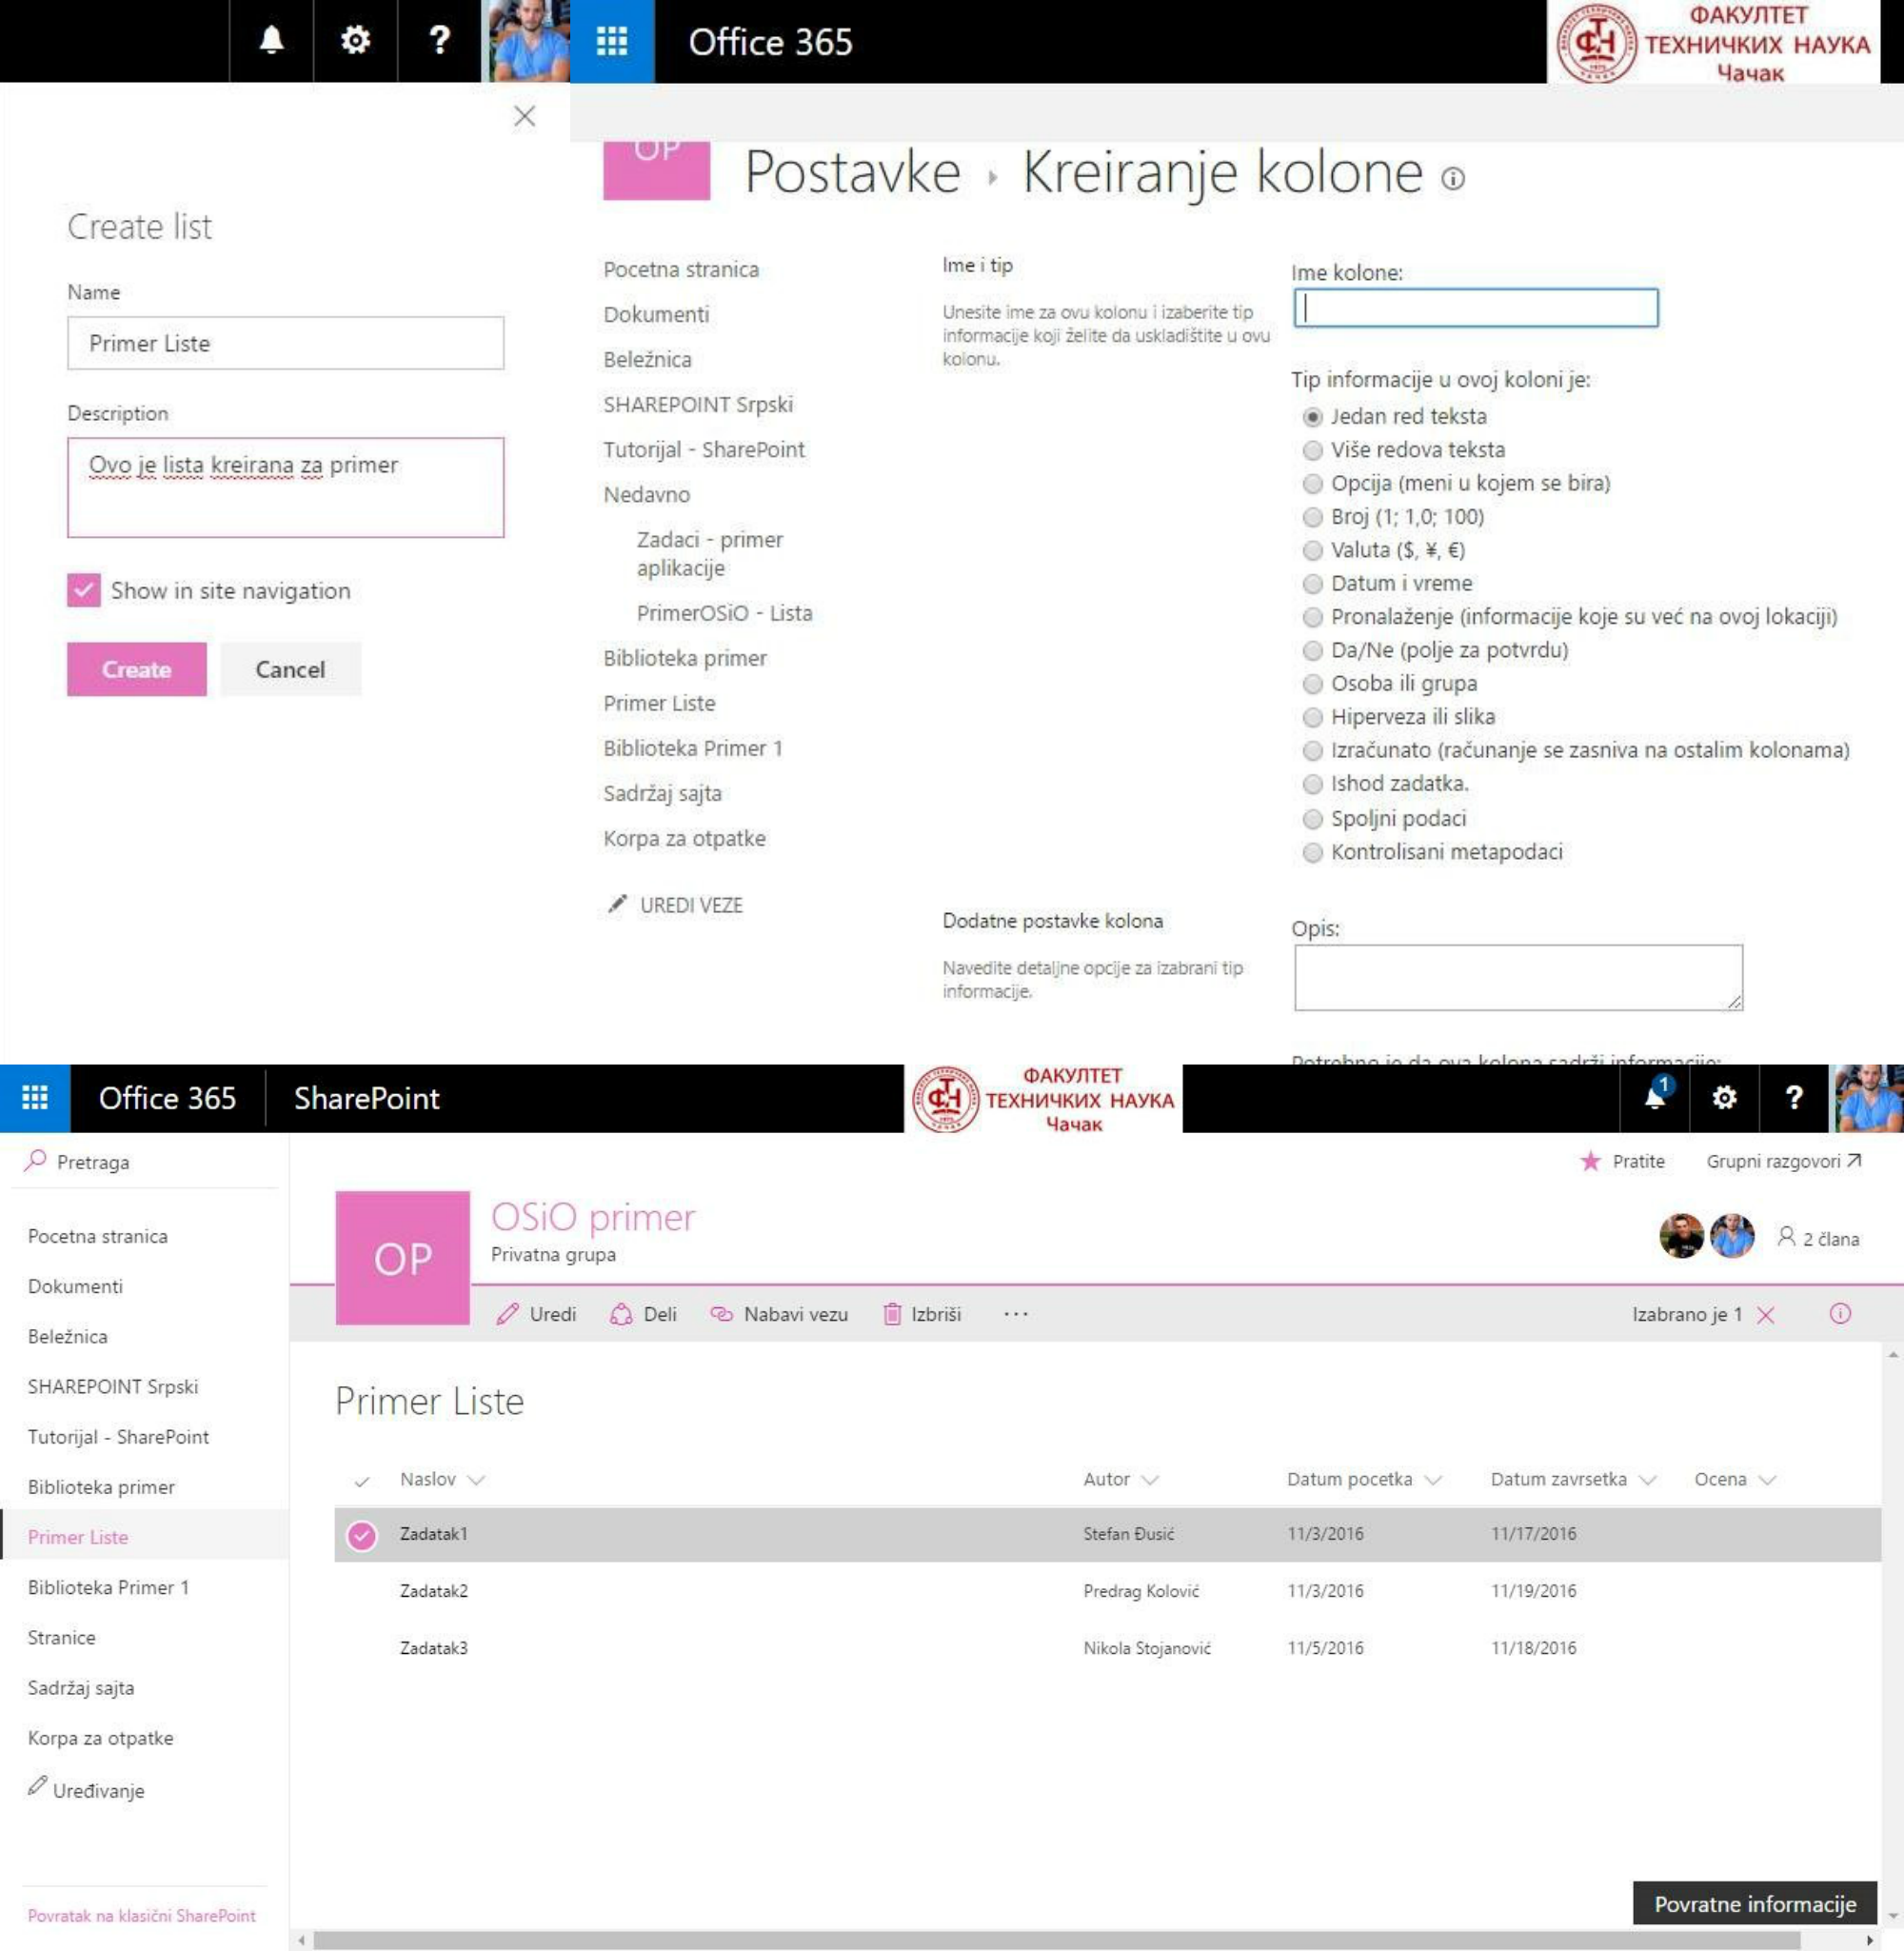 ?
Create list
Name
Primer Liste
Description
Ovo je lista kreirana za primer
Show in site navigation
Create
Cancel
Office 365
ФАКУЛТЕТ
ТЕХНИЧКИХ НАУКА
Чачак
OP
Postavke › Kreiranje kolone
Pocetna stranica
Dokumenti
Beležnica
SHAREPOINT Srpski
Tutorijal - SharePoint
Nedavno
Zadaci - primer
aplikacije
PrimerOSiO - Lista
Biblioteka primer
Primer Liste
Biblioteka Primer 1
Sadržaj sajta
Korpa za otpatke
UREDI VEZE
Ime i tip
Unesite ime za ovu kolonu i izaberite tip
informacije koji želite da uskladištite u ovu
kolonu.
Ime kolone:
Tip informacije u ovoj koloni je:
Jedan red teksta
Više redova teksta
Opcija (meni u kojem se bira)
Broj (1; 1,0; 100)
Valuta ($, ¥, €)
Datum i vreme
Pronalaženje (informacije koje su već na ovoj lokaciji)
Da/Ne (polje za potvrdu)
Osoba ili grupa
Hiperveza ili slika
Izračunato (računanje se zasniva na ostalim kolonama)
Ishod zadatka.
Spoljni podaci
Kontrolisani metapodaci
Dodatne postavke kolona
Navedite detaljne opcije za izabrani tip
informacije.
Opis:
Potrebno je da ova kolona sadrži informacije:
Office 365
SharePoint
ФАКУЛТЕТ
ТЕХНИЧКИХ НАУКА
Чачак
1
?
Pretraga
Pratite
Grupni razgovori
Pocetna stranica
Dokumenti
Beležnica
SHAREPOINT Srpski
Tutorijal - SharePoint
Biblioteka primer
Primer Liste
Biblioteka Primer 1
Stranice
Sadržaj sajta
Korpa za otpatke
Uređivanje
Povratak na klasični SharePoint
OP
OSiO primer
Privatna grupa
2 člana
Uredi Deli Nabavi vezu Izbriši ...
Izabrano je 1
Primer Liste
Naslov Autor Datum pocetka Datum zavrsetka Ocena
Zadatak1 Stefan Đusić 11/3/2016 11/17/2016
Zadatak2 Predrag Kolović 11/3/2016 11/19/2016
Zadatak3 Nikola Stojanović 11/5/2016 11/18/2016
Povratne informacije